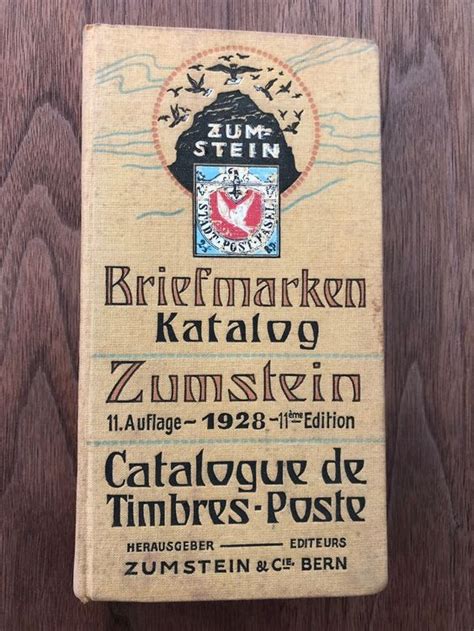 ZUM-
STEIN
STADT·POST·BASEL
Briefmarken
Katalog
Zumstein
11. Auflage – 1928 – 11ème Edition
Catalogue de
Timbres-Poste
HERAUSGEBER — EDITEURS
ZUMSTEIN & CIE. BERN